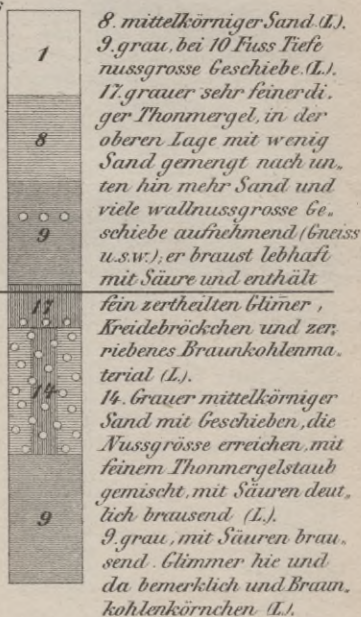 8. mittelkörniger Sand (L).
9. grau, bei 10 Fuss Tiefe
nussgrosse Geschiebe (L).
17. grauer sehr feinerdi-
ger Thonmergel, in der
oberen Lage mit wenig
Sand gemengt nach un-
ten hin mehr Sand und
viele wallnussgrosse Ge-
schiebe aufnehmend (Gneiss
u.s.w.); er braust lebhaft
mit Säure und enthält
fein zertheilten Glim̄er,
Kreidebröckchen und zer-
riebenes Braunkohlenma-
terial (L).
14. Grauer mittelkörniger
Sand mit Geschieben, die
Nussgrösse erreichen, mit
feinem Thonmergelstaub
gemischt, mit Säuren deut-
lich brausend (L).
9. grau, mit Säuren brau-
send. Glimmer hie und
da bemerklich und Braun-
kohlenkörnchen (L).
1
8
9
17
14
9